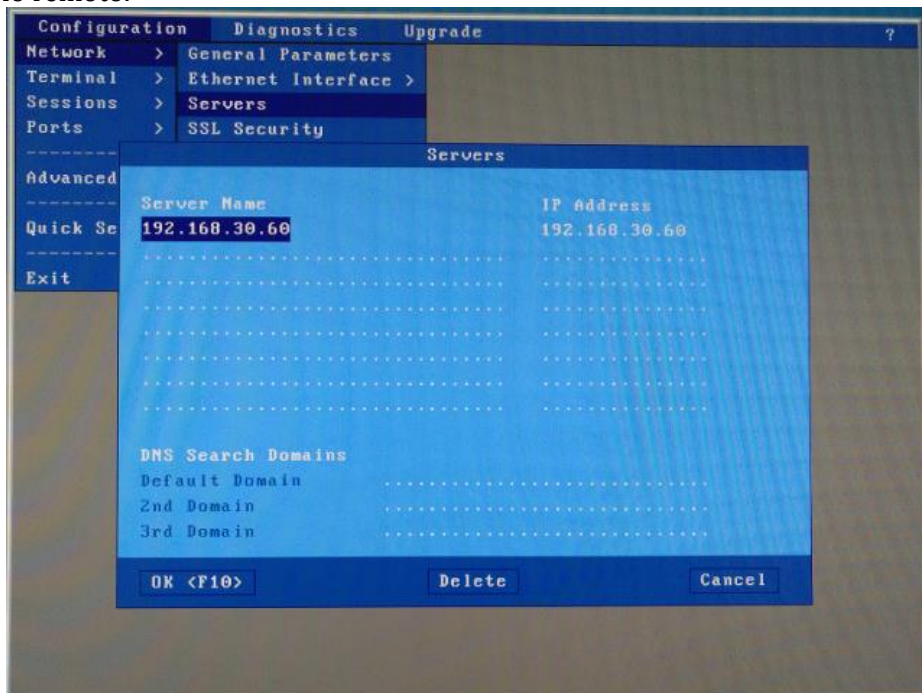 Configuration Diagnostics Upgrade ?
Network > General Parameters
Terminal > Ethernet Interface >
Sessions > Servers
Ports > SSL Security
Servers
Advanced
Server Name IP Address
Quick Se 192.168.30.60 192.168.30.60
Exit
DNS Search Domains
Default Domain
2nd Domain
3rd Domain
OK <F10> Delete Cancel